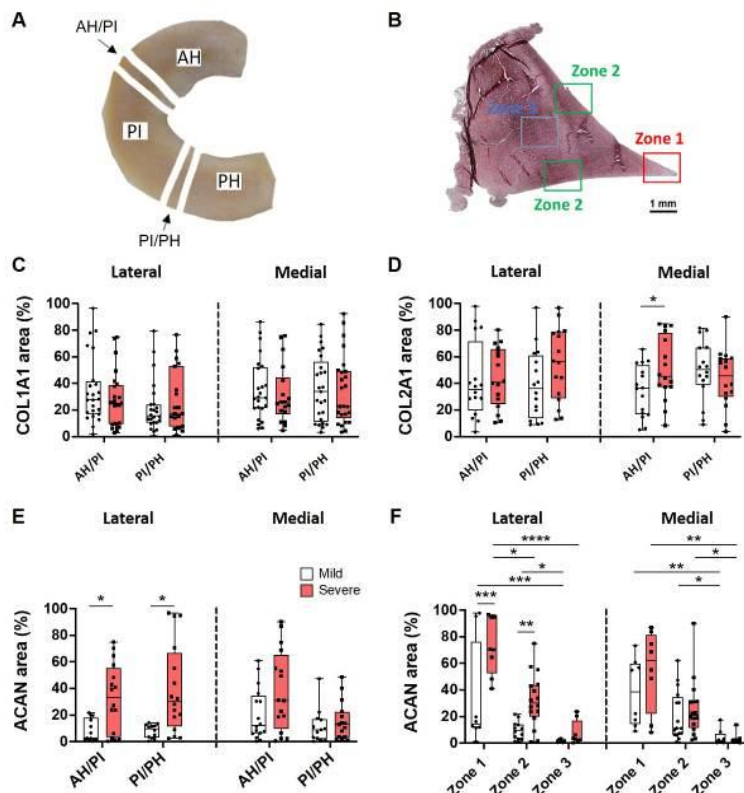 A
AH/PI
AH
PI
PH
PI/PH
B
Zone 2
Zone 3
Zone 1
Zone 2
1 mm
C
Lateral
Medial
COL1A1 area (%)
100
80
60
40
20
0
AH/PI
PI/PH
AH/PI
PI/PH
D
Lateral
Medial
COL2A1 area (%)
100
80
60
40
20
0
*
AH/PI
PI/PH
AH/PI
PI/PH
E
Lateral
Medial
Mild
Severe
ACAN area (%)
100
80
60
40
20
0
*
*
AH/PI
PI/PH
AH/PI
PI/PH
F
Lateral
Medial
****
*
*
***
***
**
**
*
**
*
ACAN area (%)
100
80
60
40
20
0
Zone 1
Zone 2
Zone 3
Zone 1
Zone 2
Zone 3